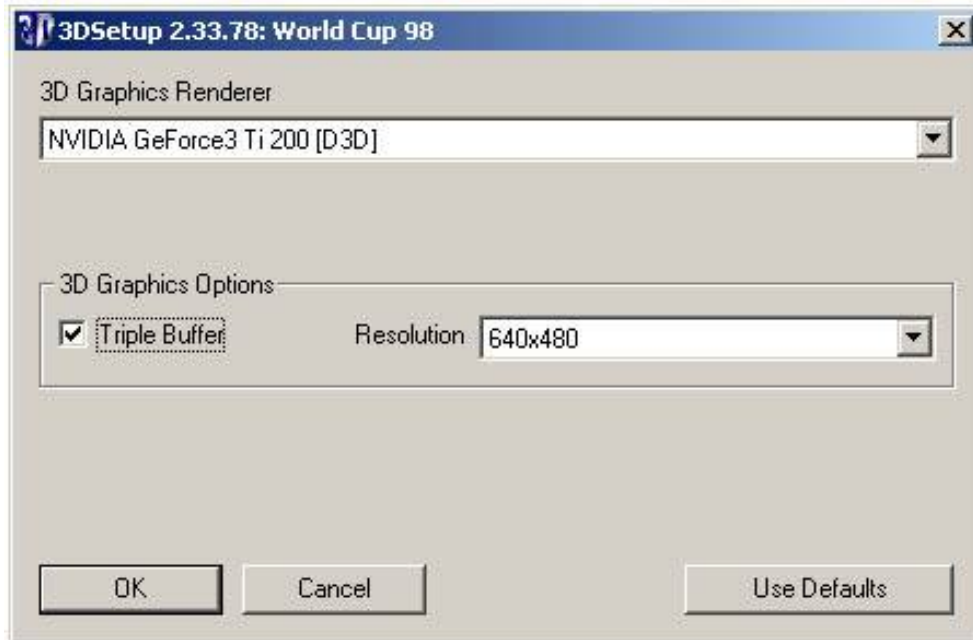 3DSetup 2.33.78: World Cup 98
3D Graphics Renderer
NVIDIA GeForce3 Ti 200 [D3D]
3D Graphics Options
Triple Buffer
Resolution
640x480
OK
Cancel
Use Defaults